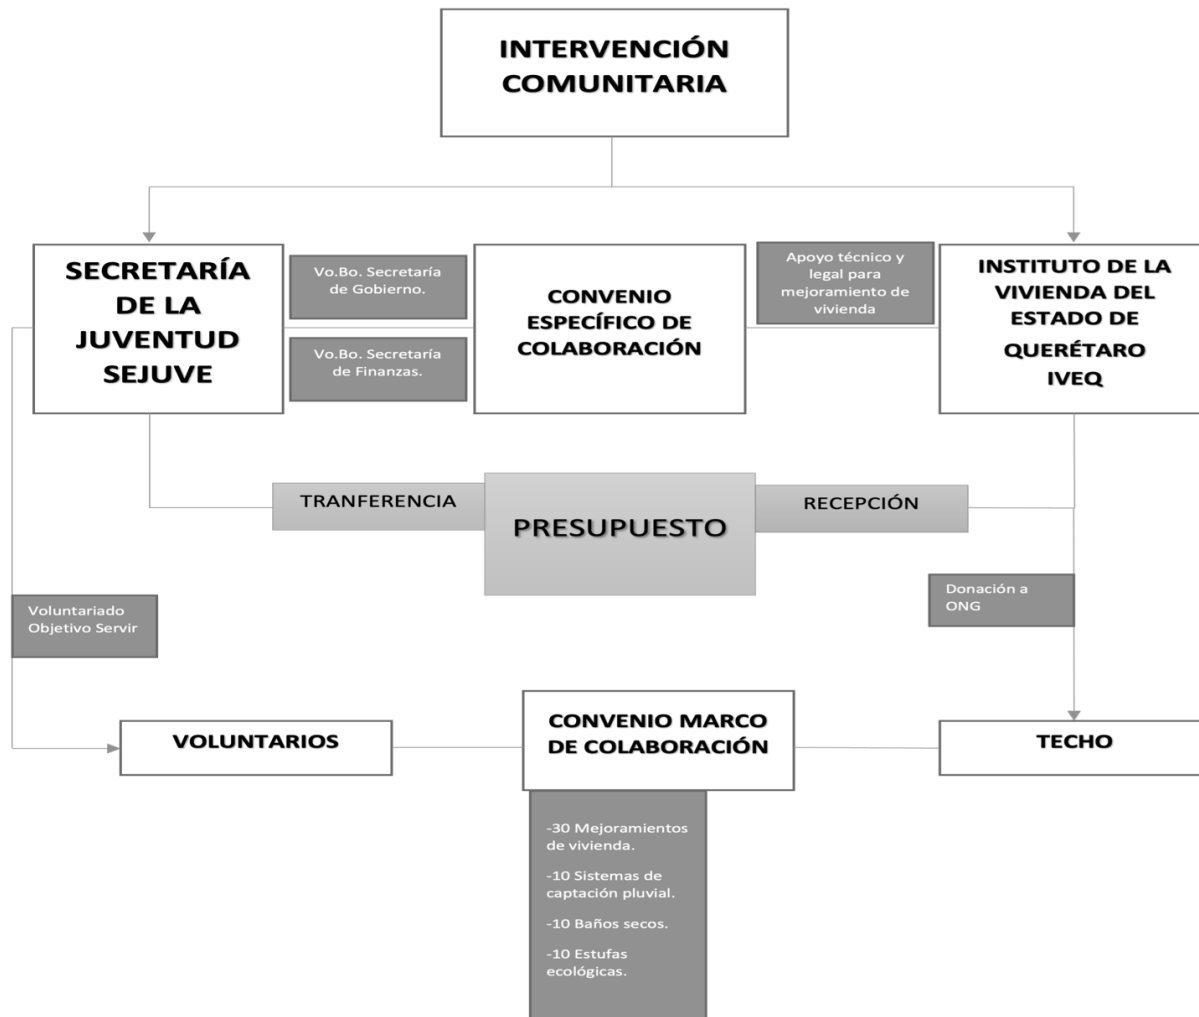 INTERVENCIÓN
COMUNITARIA
SECRETARÍA
DE LA
JUVENTUD
SEJUVE
Vo.Bo. Secretaría
de Gobierno.
Vo.Bo. Secretaría
de Finanzas.
CONVENIO
ESPECÍFICO DE
COLABORACIÓN
Apoyo técnico y
legal para
mejoramiento de
vivienda
INSTITUTO DE LA
VIVIENDA DEL
ESTADO DE
QUERÉTARO
IVEQ
TRANFERENCIA
PRESUPUESTO
RECEPCIÓN
Voluntariado
Objetivo Servir
Donación a
ONG
VOLUNTARIOS
CONVENIO MARCO
DE COLABORACIÓN
TECHO
-30 Mejoramientos
de vivienda.
-10 Sistemas de
captación pluvial.
-10 Baños secos.
-10 Estufas
ecológicas.